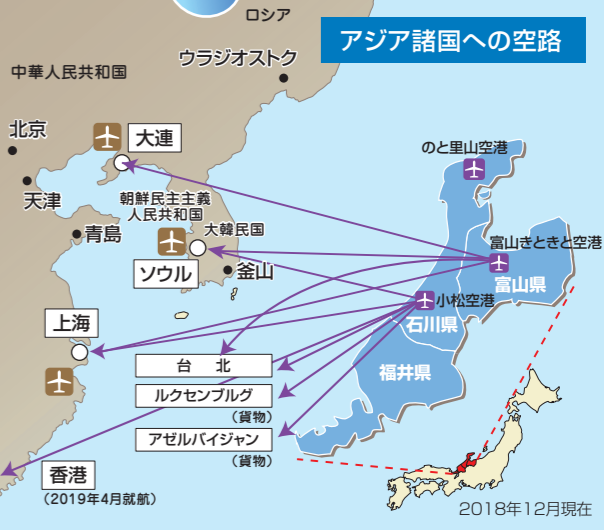 ロシア
アジア諸国への空路
ウラジオストク
中華人民共和国
北京
大連
のと里山空港
天津
朝鮮民主主義
人民共和国
大韓民国
青島
富山きときと空港
ソウル
釜山
富山県
小松空港
石川県
上海
台 北
福井県
ルクセンブルグ
(貨物)
アゼルバイジャン
(貨物)
香港
(2019年4月就航)
2018年12月現在